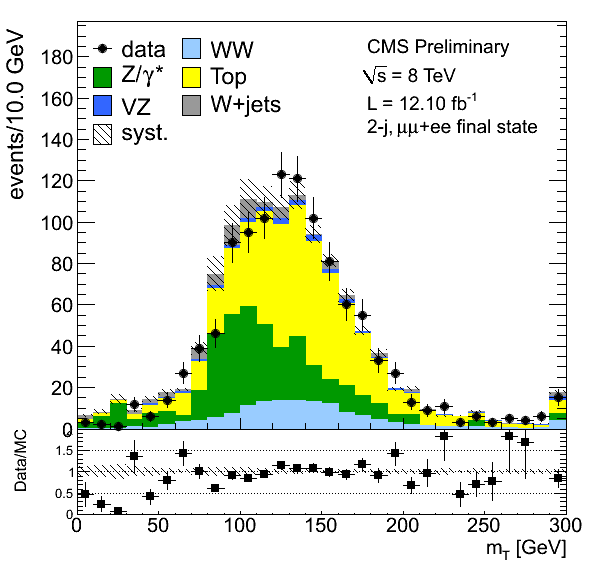 events/10.0 GeV
180
160
140
120
100
80
60
40
20
0
data
Z/γ*
VZ
syst.
WW
Top
W+jets
CMS Preliminary
√s = 8 TeV
L = 12.10 fb⁻¹
2-j, μμ+ee final state
Data/MC
1.5
1
0.5
0
0 50 100 150 200 250 300
m_T [GeV]